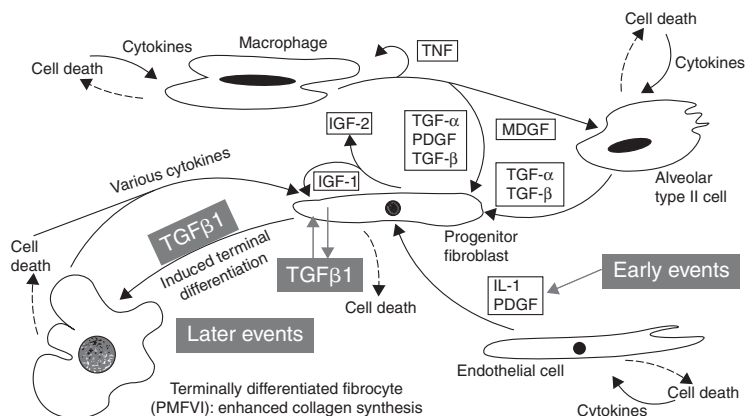 Cell death
Cytokines
Macrophage
TNF
Cell death
Cytokines
IGF-2
TGF-α
PDGF
TGF-β
MDGF
Various cytokines
IGF-1
TGF-α
TGF-β
Alveolar
type II cell
TGFβ1
Induced terminal
differentiation
Progenitor
fibroblast
Cell
death
TGFβ1
Cell death
IL-1
PDGF
Early events
Later events
Endothelial cell
Terminally differentiated fibrocyte
(PMFVI): enhanced collagen synthesis
Cell death
Cytokines